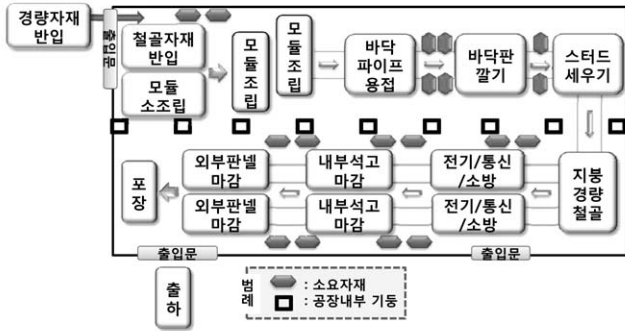 경량자재
반입
출입문
철골자재
반입
모듈
소조립
모듈조립
모듈조립
바닥
파이프
용접
바닥판
깔기
스터드
세우기
포장
외부판넬
마감
내부석고
마감
전기/통신
/소방
지붕
경량
철골
외부판넬
마감
내부석고
마감
전기/통신
/소방
출입문
출입문
출하
범례
: 소요자재
: 공장내부 기둥